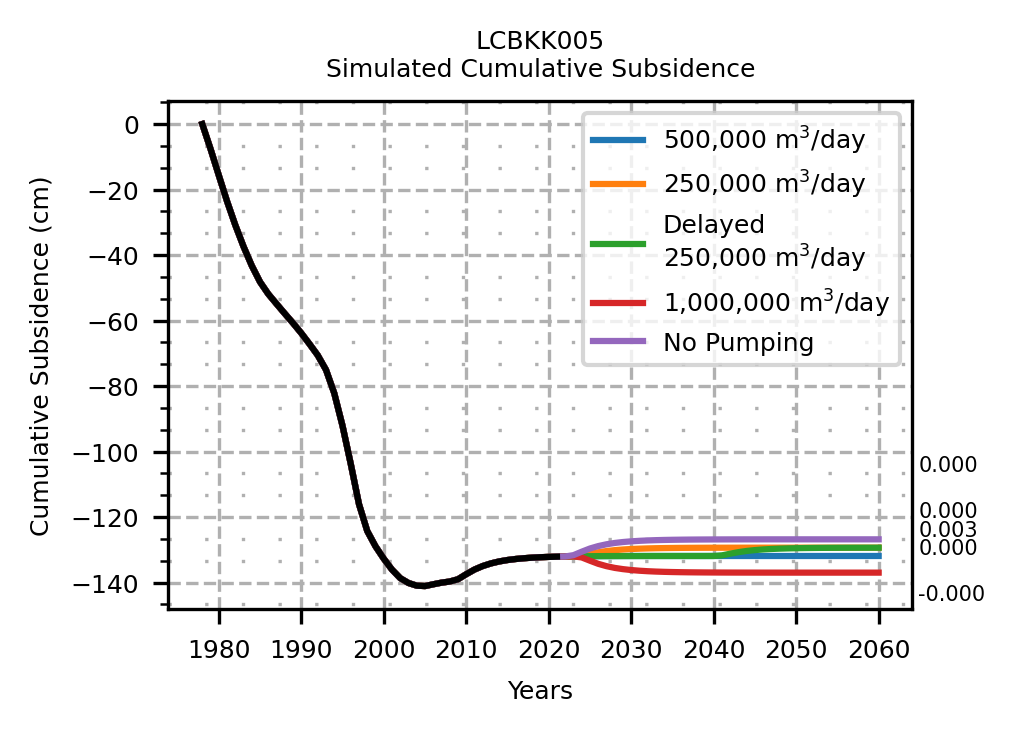 LCBKK005
Simulated Cumulative Subsidence
Cumulative Subsidence (cm)
0
−20
−40
−60
−80
−100
−120
−140
500,000 m³/day
250,000 m³/day
Delayed
250,000 m³/day
1,000,000 m³/day
No Pumping
0.000
0.000
0.003
0.000
-0.000
1980 1990 2000 2010 2020 2030 2040 2050 2060
Years